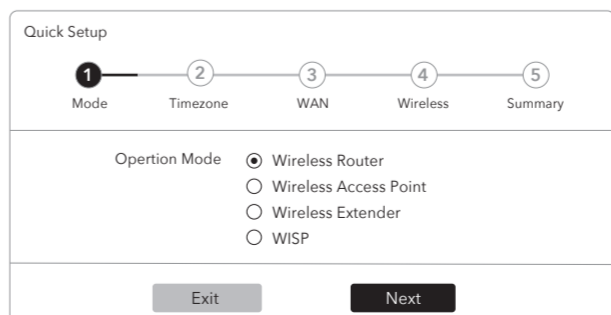 Quick Setup
1 2 3 4 5
Mode Timezone WAN Wireless Summary
Opertion Mode Wireless Router
Wireless Access Point
Wireless Extender
WISP
Exit Next